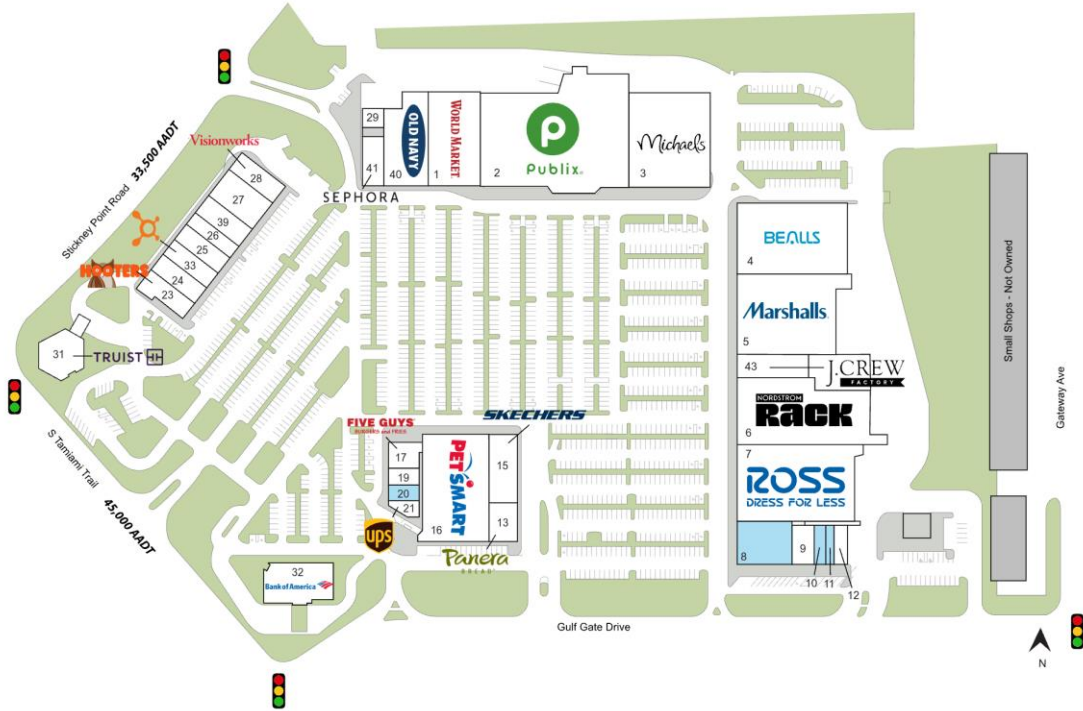 29
41
SEPHORA
OLD NAVY
40
WORLD MARKET
1
Publix
2
Michaels
3
Visionworks
28
27
39
26
25
33
24
23
HOOTERS
Stickney Point Road 33,500 AADT
31
TRUIST
S Tamiami Trail 45,000 AADT
BEALLS
4
Marshalls
5
43
J.CREW
FACTORY
NORDSTROM
RACK
6
7
ROSS
DRESS FOR LESS
8
9
10
11
12
Small Shops - Not Owned
Gateway Ave
SKECHERS
FIVE GUYS
BURGERS and FRIES
17
19
20
21
PETSMART
16
15
13
ups
Panera
BREAD
32
Bank of America
Gulf Gate Drive
N